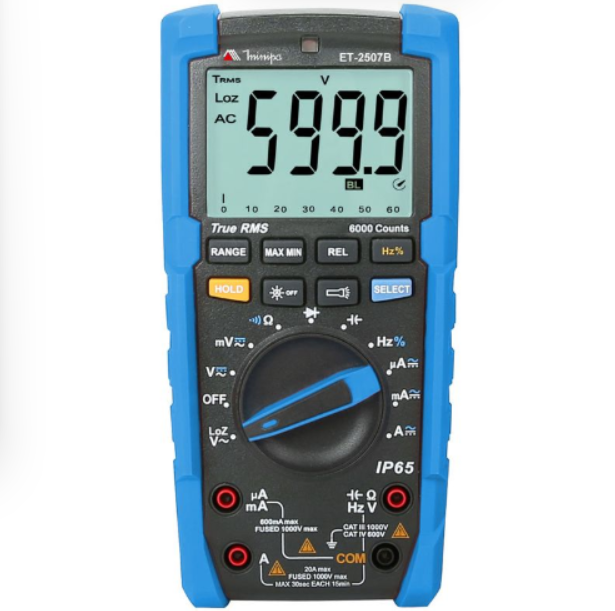 Minipa ET-2507B
TRMS V
LoZ
AC 599.9
BL
0 10 20 30 40 50 60
True RMS 6000 Counts
RANGE MAX MIN REL Hz%
HOLD OFF SELECT
Ω
mV Hz%
V µA
OFF mA
LoZ
V~ A
IP65
µA Ω
mA Hz V
600mA max CAT III 1000V
FUSED 1000V max CAT IV 600V
A COM
20A max
FUSED 1000V max
MAX 30sec EACH 15min